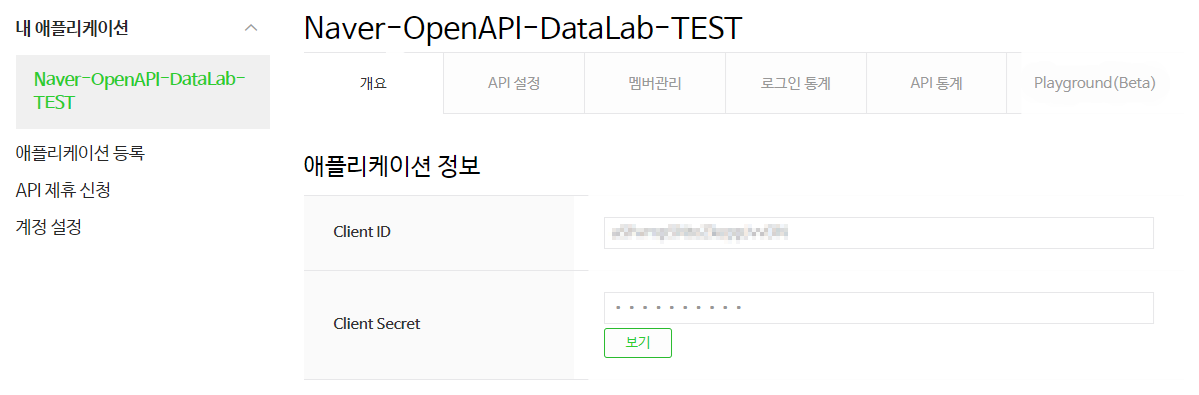 내 애플리케이션
Naver-OpenAPI-DataLab-
TEST
애플리케이션 등록
API 제휴 신청
계정 설정
Naver-OpenAPI-DataLab-TEST
개요
API 설정
멤버관리
로그인 통계
API 통계
Playground(Beta)
애플리케이션 정보
Client ID
Client Secret
보기